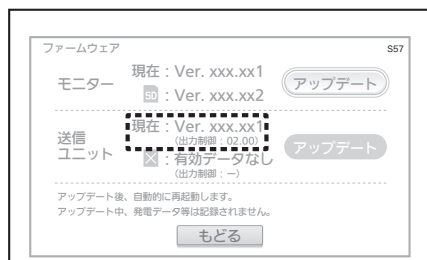 ファームウェア
S57
モニター
現在：Ver. xxx.xx1
SD：Ver. xxx.xx2
アップデート
送信
ユニット
現在：Ver. xxx.xx1
（出力制御：02.00）
：有効データなし
（出力制御：―）
アップデート
アップデート後、自動的に再起動します。
アップデート中、発電データ等は記録されません。
もどる